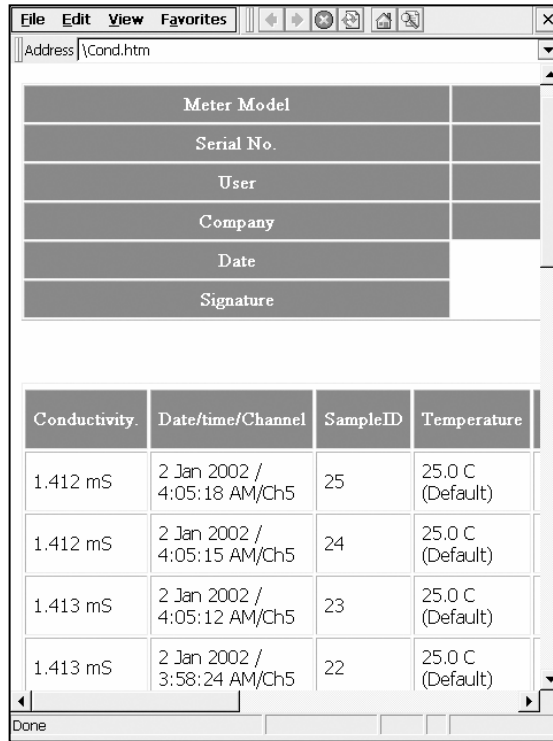 File Edit View Favorites
Address \Cond.htm
Meter Model
Serial No.
User
Company
Date
Signature
Conductivity. Date/time/Channel SampleID Temperature
1.412 mS 2 Jan 2002 / 4:05:18 AM/Ch5 25 25.0 C (Default)
1.412 mS 2 Jan 2002 / 4:05:15 AM/Ch5 24 25.0 C (Default)
1.413 mS 2 Jan 2002 / 4:05:12 AM/Ch5 23 25.0 C (Default)
1.413 mS 2 Jan 2002 / 3:58:24 AM/Ch5 22 25.0 C (Default)
Done